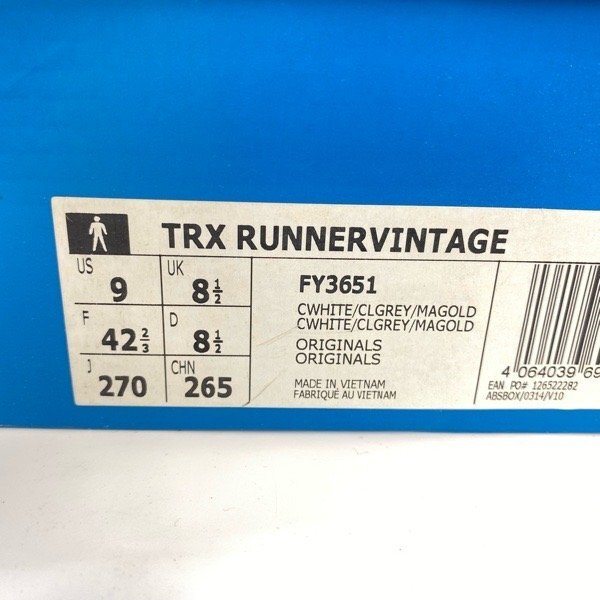 TRX RUNNERVINTAGE
US 9 UK 8½
F 42⅔ D 8½
J 270 CHN 265
FY3651
CWHITE/CLGREY/MAGOLD
CWHITE/CLGREY/MAGOLD
ORIGINALS
ORIGINALS
MADE IN VIETNAM
FABRIQUÉ AU VIETNAM
4 064039 69
EAN PO# 126522282
ABSBOX/0314/V10